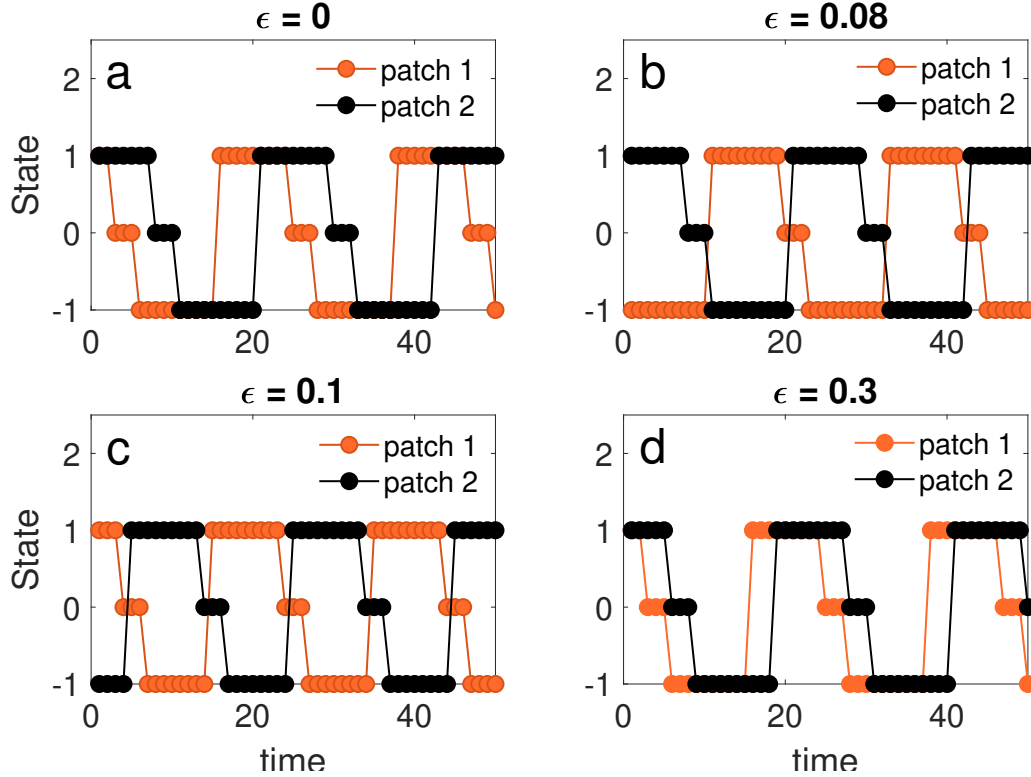 ϵ = 0
a
patch 1
patch 2
2
1
0
-1
State
0
20
40
ϵ = 0.08
b
patch 1
patch 2
2
1
0
-1
0
20
40
ϵ = 0.1
c
patch 1
patch 2
2
1
0
-1
State
0
20
40
time
ϵ = 0.3
d
patch 1
patch 2
2
1
0
-1
0
20
40
time